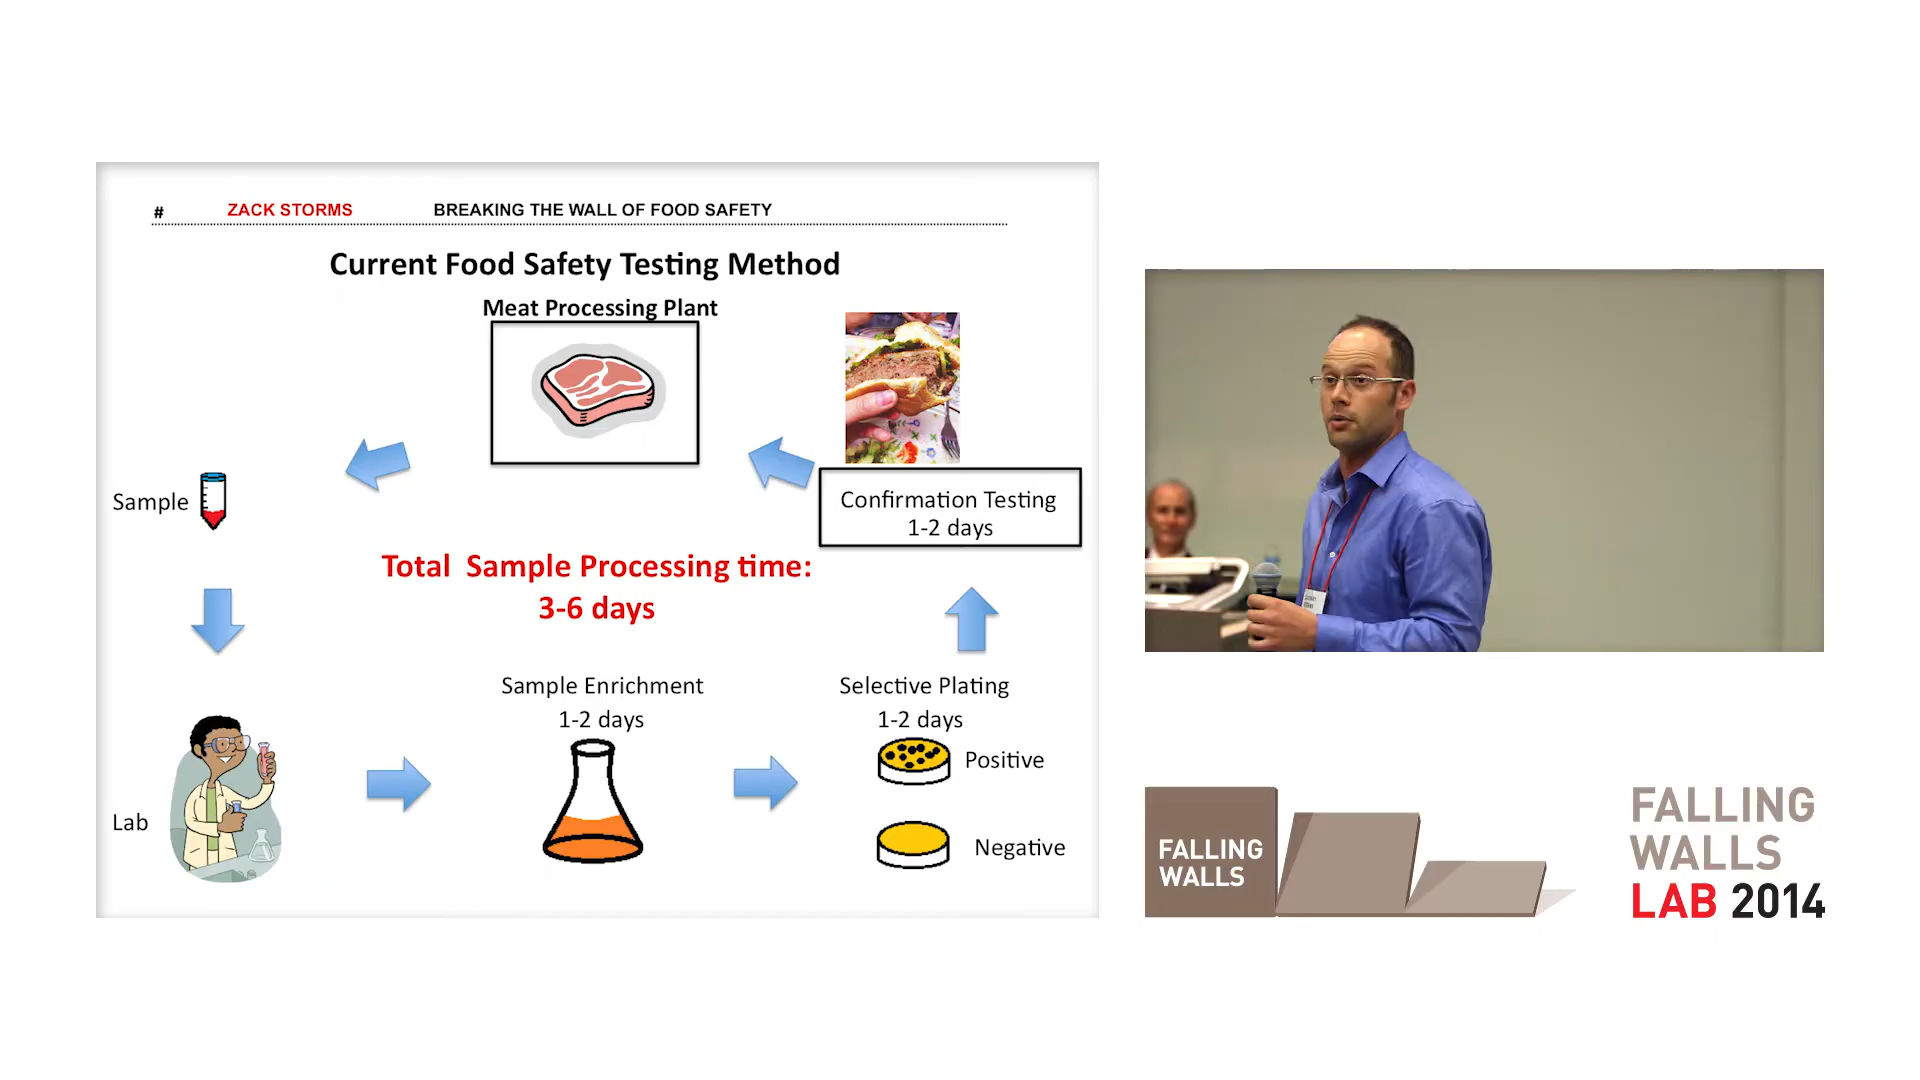 # ZACK STORMS BREAKING THE WALL OF FOOD SAFETY
Current Food Safety Testing Method
Meat Processing Plant
Confirmation Testing
1-2 days
Sample
Total Sample Processing time:
3-6 days
Sample Enrichment
1-2 days
Selective Plating
1-2 days
Positive
Lab
Negative
FALLING
WALLS
FALLING
WALLS
LAB 2014